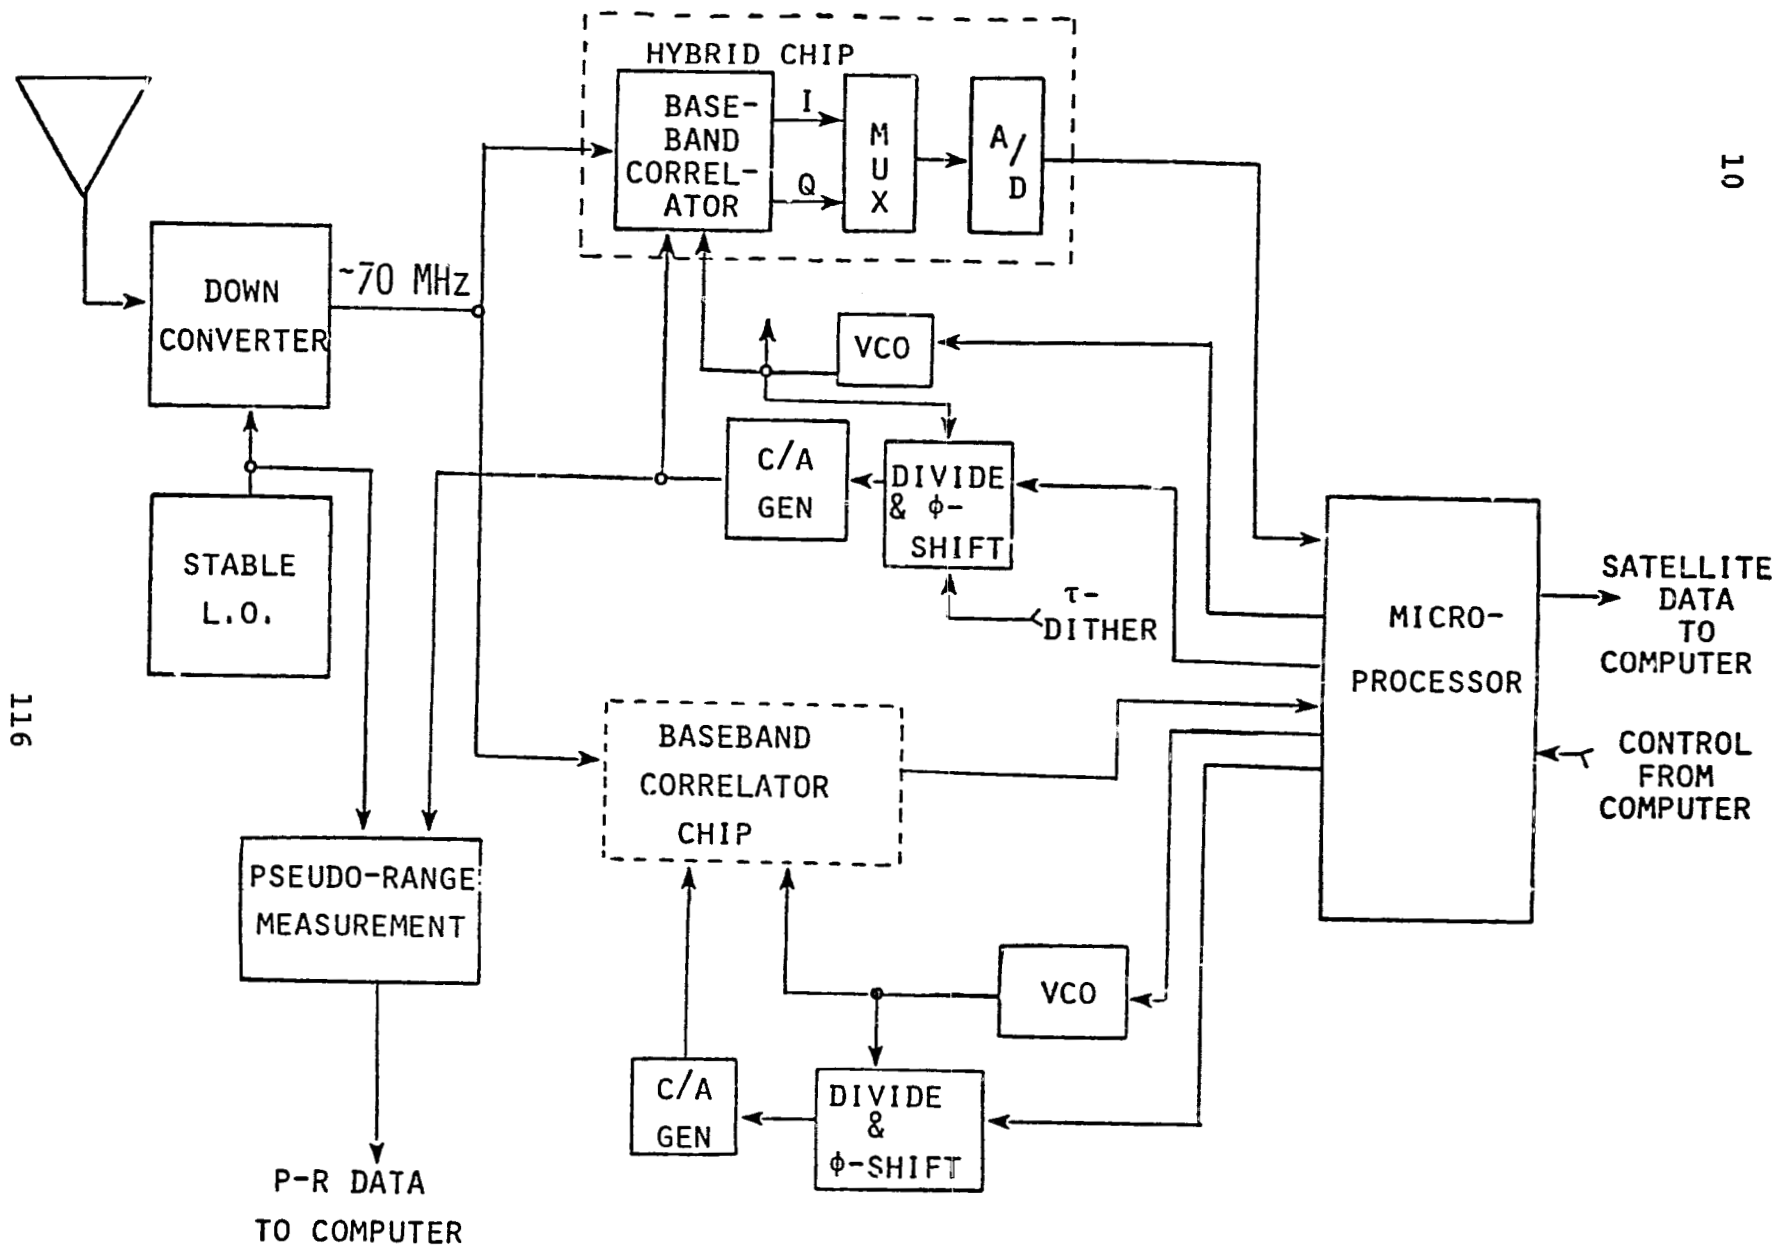 HYBRID CHIP
BASE-
BAND
CORREL-
ATOR
I
Q
M
U
X
A/
D
10
DOWN
CONVERTER
~70 MHz
VCO
C/A
GEN
DIVIDE
& ϕ-
SHIFT
τ-
DITHER
STABLE
L.O.
MICRO-
PROCESSOR
SATELLITE
DATA
TO
COMPUTER
CONTROL
FROM
COMPUTER
116
BASEBAND
CORRELATOR
CHIP
PSEUDO-RANGE
MEASUREMENT
VCO
C/A
GEN
DIVIDE
&
ϕ-SHIFT
P-R DATA
TO COMPUTER